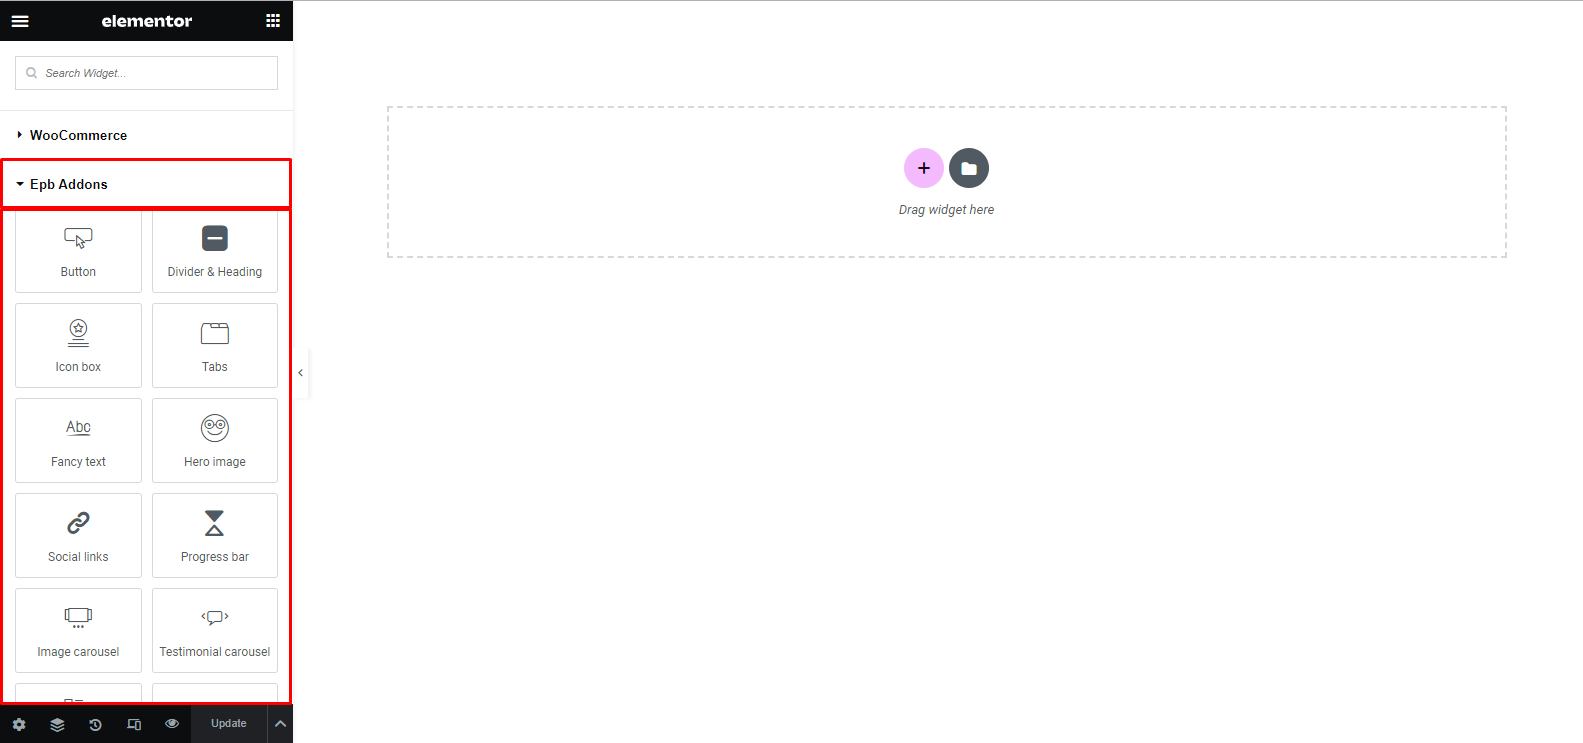 elementor
Search Widget...
WooCommerce
Epb Addons
Button
Divider & Heading
Icon box
Tabs
Abc
Fancy text
Hero image
Social links
Progress bar
Image carousel
Testimonial carousel
Update
Drag widget here